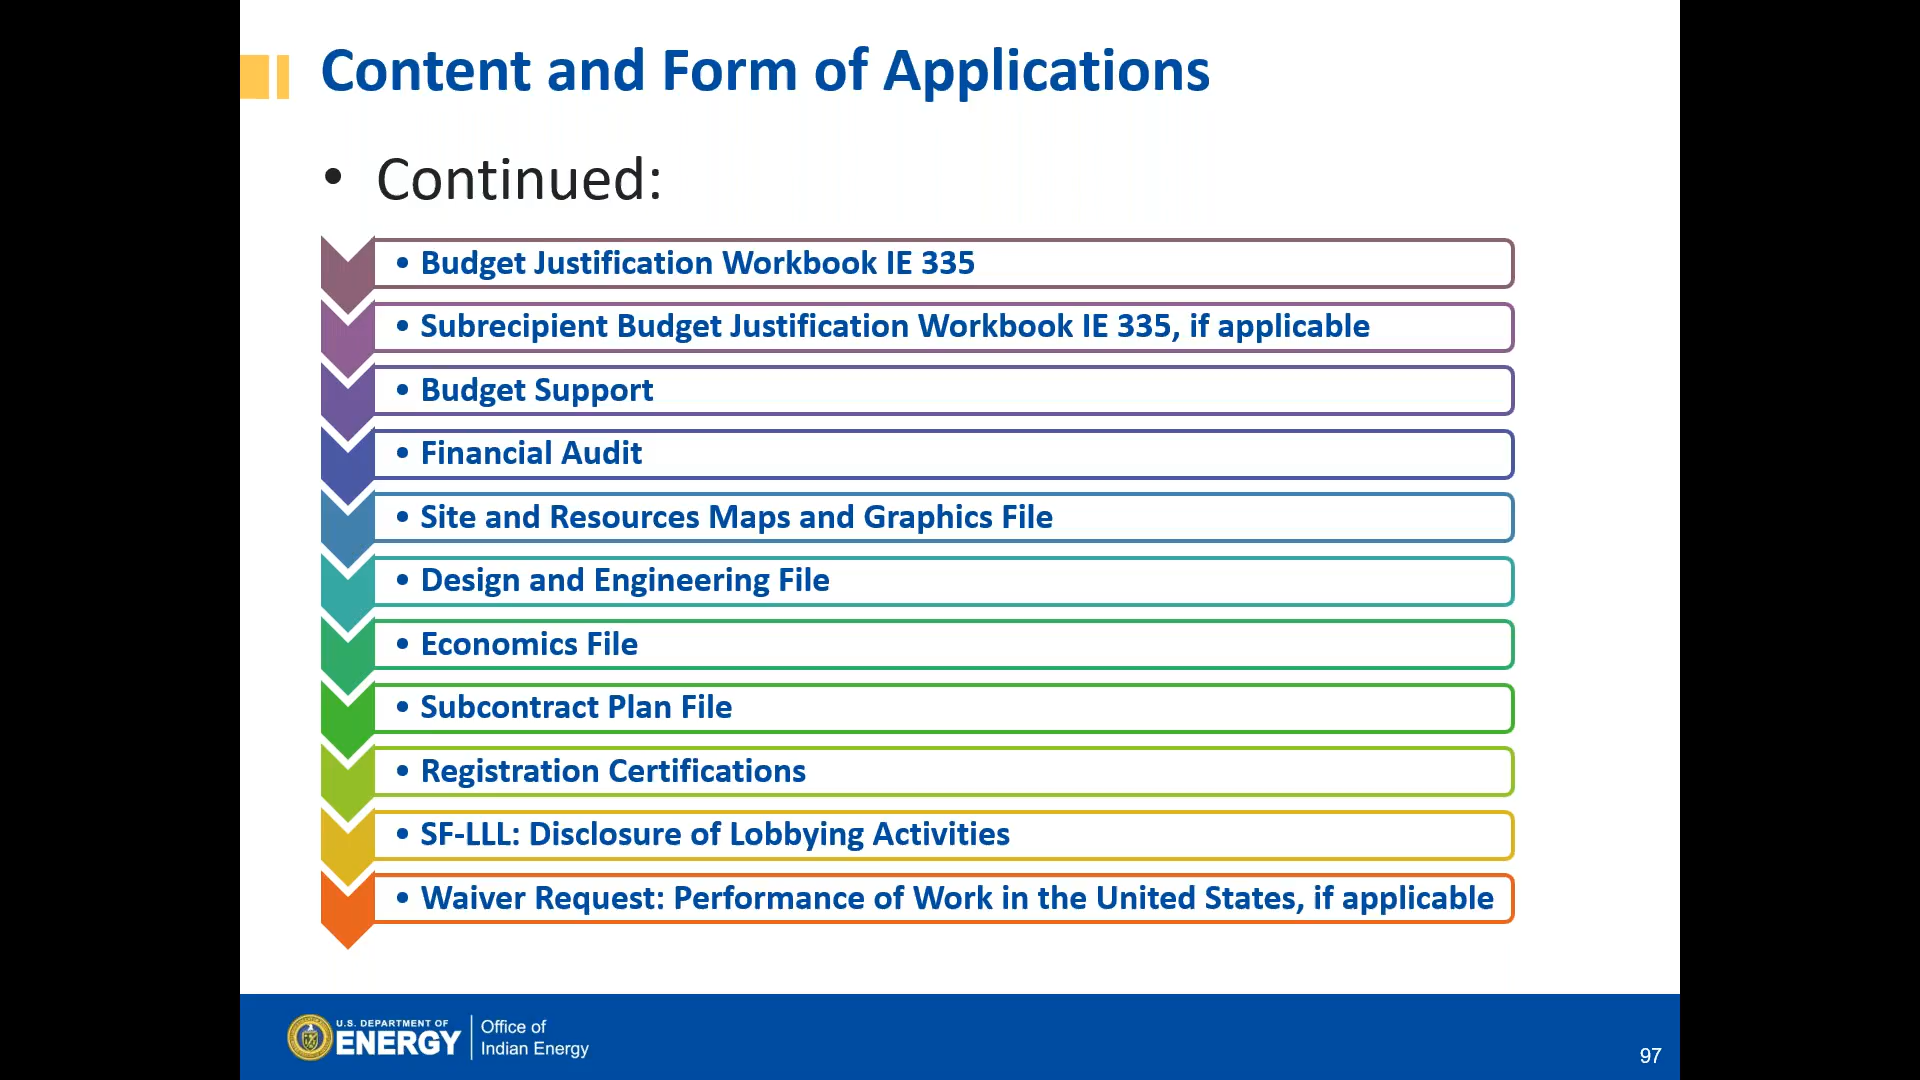 Content and Form of Applications
• Continued:
• Budget Justification Workbook IE 335
• Subrecipient Budget Justification Workbook IE 335, if applicable
• Budget Support
• Financial Audit
• Site and Resources Maps and Graphics File
• Design and Engineering File
• Economics File
• Subcontract Plan File
• Registration Certifications
• SF-LLL: Disclosure of Lobbying Activities
• Waiver Request: Performance of Work in the United States, if applicable
U.S. DEPARTMENT OF
ENERGY
Office of
Indian Energy
97